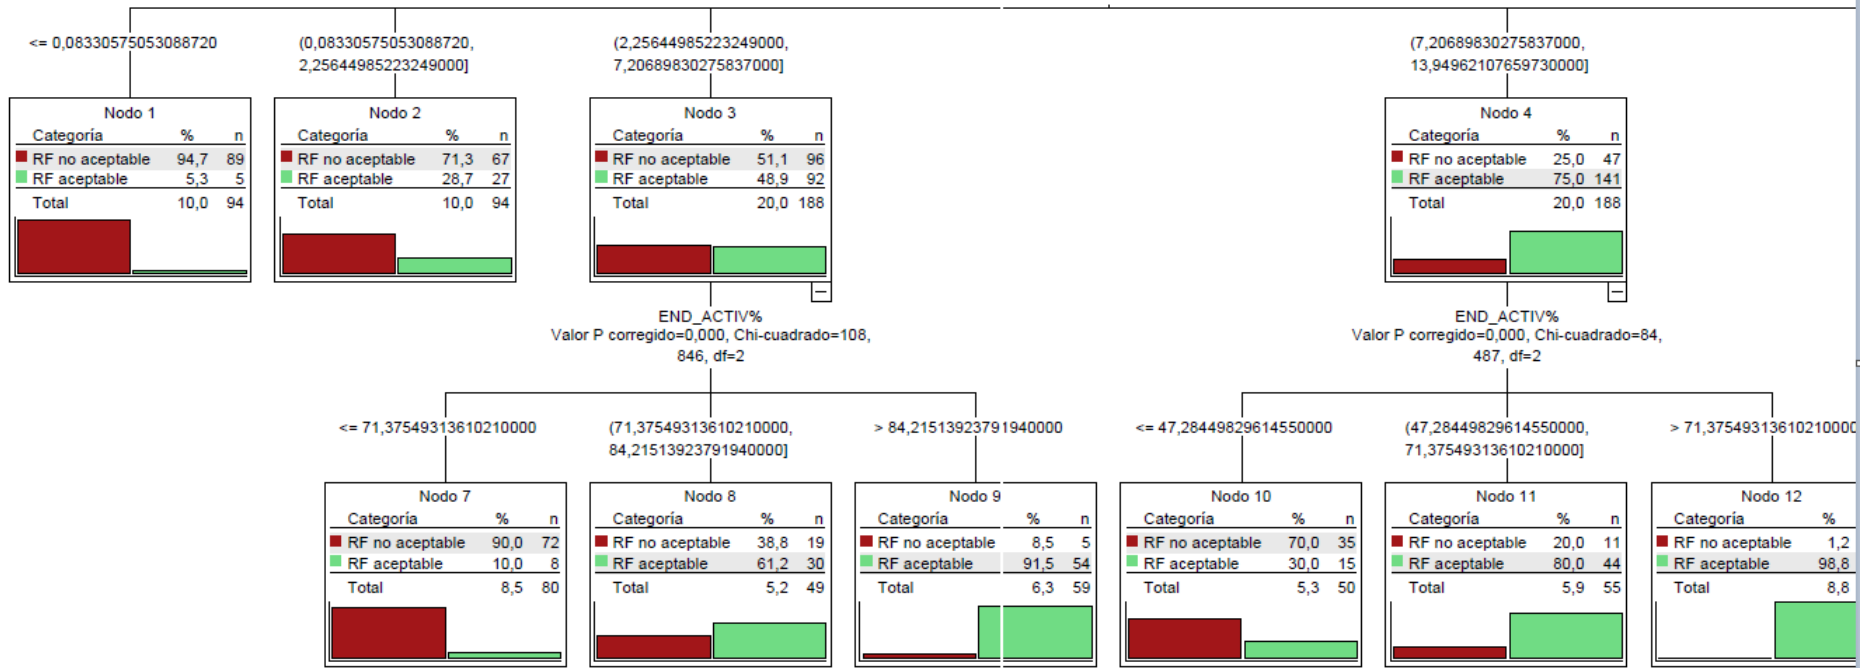 <= 0,08330575053088720
(0,08330575053088720,
2,25644985223249000]
(2,25644985223249000,
7,20689830275837000]
(7,20689830275837000,
13,94962107659730000]
Nodo 1
Categoría % n
RF no aceptable 94,7 89
RF aceptable 5,3 5
Total 10,0 94
Nodo 2
Categoría % n
RF no aceptable 71,3 67
RF aceptable 28,7 27
Total 10,0 94
Nodo 3
Categoría % n
RF no aceptable 51,1 96
RF aceptable 48,9 92
Total 20,0 188
Nodo 4
Categoría % n
RF no aceptable 25,0 47
RF aceptable 75,0 141
Total 20,0 188
END_ACTIV%
Valor P corregido=0,000, Chi-cuadrado=108,
846, df=2
END_ACTIV%
Valor P corregido=0,000, Chi-cuadrado=84,
487, df=2
<= 71,37549313610210000
(71,37549313610210000,
84,21513923791940000]
> 84,21513923791940000
<= 47,28449829614550000
(47,28449829614550000,
71,37549313610210000]
> 71,37549313610210000
Nodo 7
Categoría % n
RF no aceptable 90,0 72
RF aceptable 10,0 8
Total 8,5 80
Nodo 8
Categoría % n
RF no aceptable 38,8 19
RF aceptable 61,2 30
Total 5,2 49
Nodo 9
Categoría % n
RF no aceptable 8,5 5
RF aceptable 91,5 54
Total 6,3 59
Nodo 10
Categoría % n
RF no aceptable 70,0 35
RF aceptable 30,0 15
Total 5,3 50
Nodo 11
Categoría % n
RF no aceptable 20,0 11
RF aceptable 80,0 44
Total 5,9 55
Nodo 12
Categoría %
RF no aceptable 1,2
RF aceptable 98,8
Total 8,8